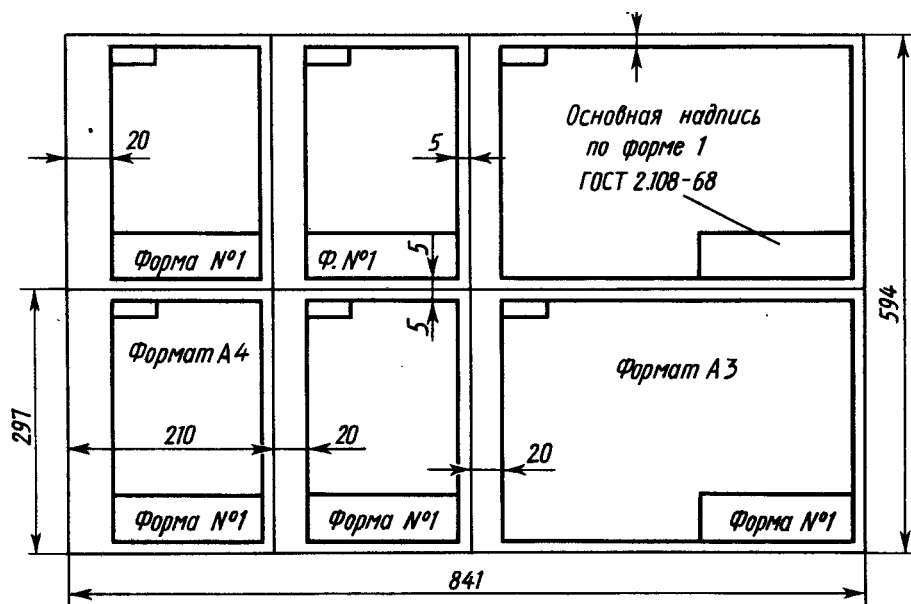 20
5
Основная надпись
по форме 1
ГОСТ 2.108-68
Форма №1
Ф. №1
5
5
594
Формат А4
Формат А3
297
210
20
20
Форма №1
Форма №1
Форма №1
841